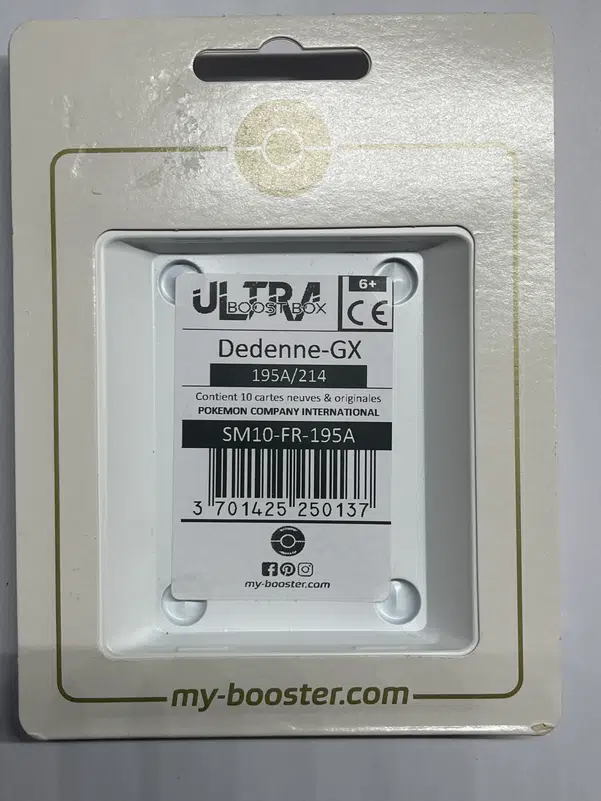 ULTRA
BOOST BOX
6+
CE
Dedenne-GX
195A/214
Contient 10 cartes neuves & originales
POKEMON COMPANY INTERNATIONAL
SM10-FR-195A
3 701425 250137
my-booster.com
my-booster.com